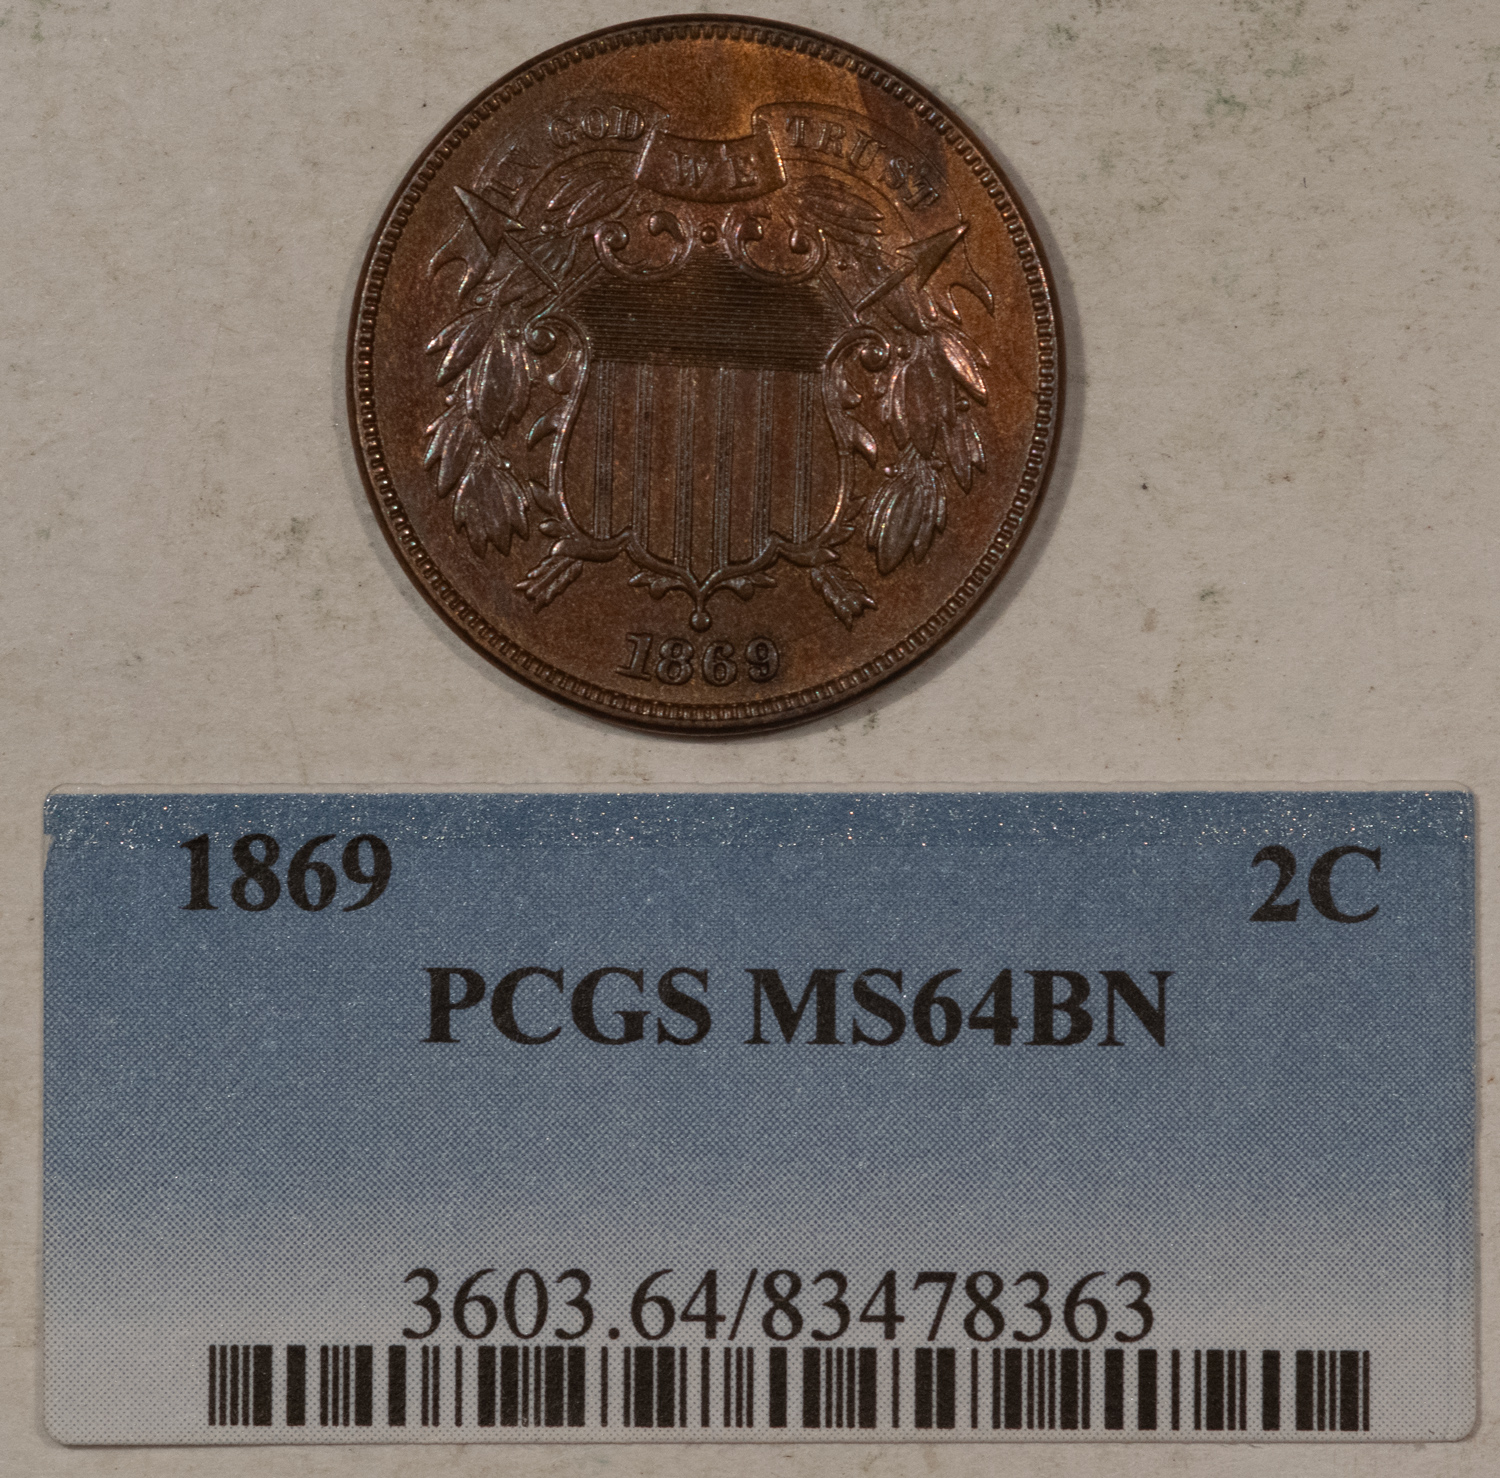 IN GOD WE TRUST
1869
1869 2C
PCGS MS64BN
3603.64/83478363